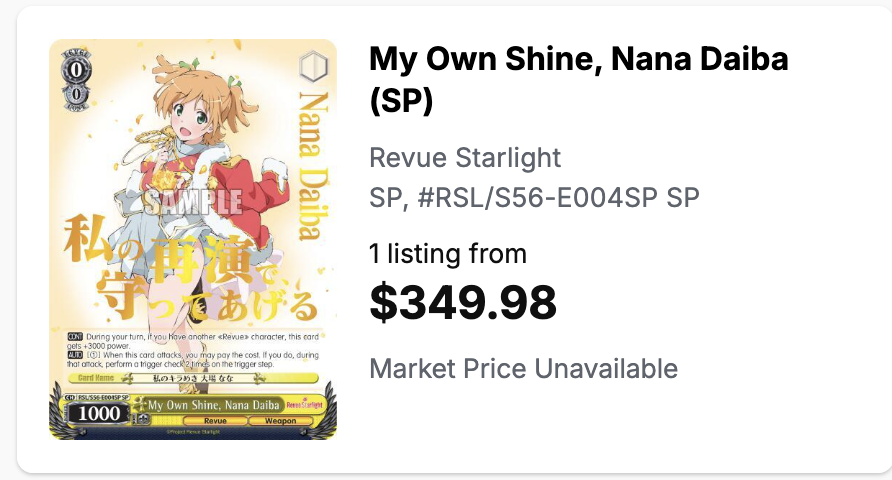 My Own Shine, Nana Daiba
(SP)
Revue Starlight
SP, #RSL/S56-E004SP SP
1 listing from
$349.98
Market Price Unavailable
0
0
Nana Daiba
SAMPLE
私の再演で、
守ってあげる
CONT During your turn, if you have another «Revue» character, this card
gets +3000 power.
AUTO [(1)] When this card attacks, you may pay the cost. If you do, during
that attack, perform a trigger check 2 times on the trigger step.
Card Name
私のキラめき 大場 なな
RSL/S56-E004SP SP
1000
My Own Shine, Nana Daiba
Revue Starlight
Revue
Weapon
©Project Revue Starlight